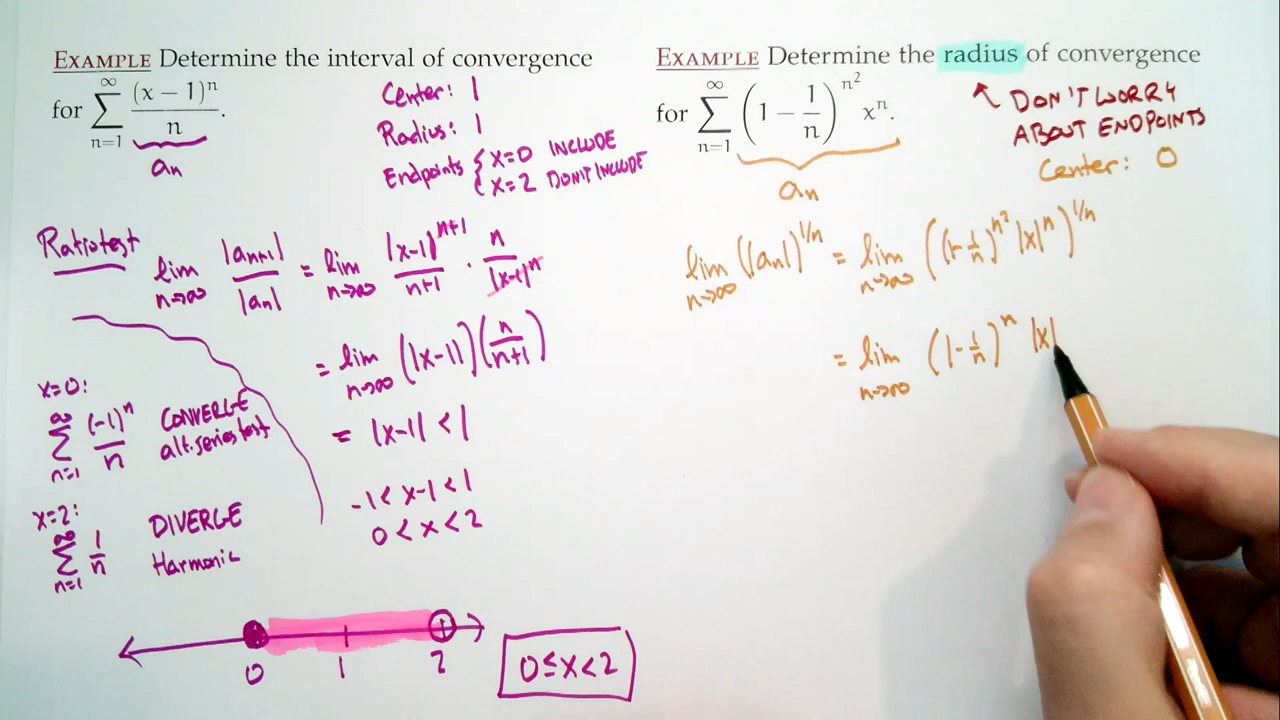 EXAMPLE Determine the interval of convergence
for ∑_{n=1}^{∞} (x − 1)^n / n.
a_n
Center: 1
Radius: 1
Endpoints { x=0 INCLUDE
x=2 DON'T INCLUDE
Ratio test
lim_{n→∞} |a_{n+1}| / |a_n| = lim_{n→∞} |x-1|^{n+1} / n+1 · n / |x-1|^n
= lim_{n→∞} (|x-1|)(n/n+1)
= |x-1| < 1
-1 < x-1 < 1
0 < x < 2
x=0:
∑_{n=1}^{∞} (-1)^n / n CONVERGE
alt. series test
x=2:
∑_{n=1}^{∞} 1/n DIVERGE
Harmonic
0 1 2
0 ≤ x < 2
EXAMPLE Determine the radius of convergence
for ∑_{n=1}^{∞} (1 − 1/n)^{n^2} x^n.
a_n
DON'T WORRY
ABOUT ENDPOINTS
Center: 0
lim_{n→∞} (|a_n|)^{1/n} = lim_{n→∞} ((1-1/n)^{n^2} |x|^n)^{1/n}
= lim_{n→∞} (1-1/n)^n |x|